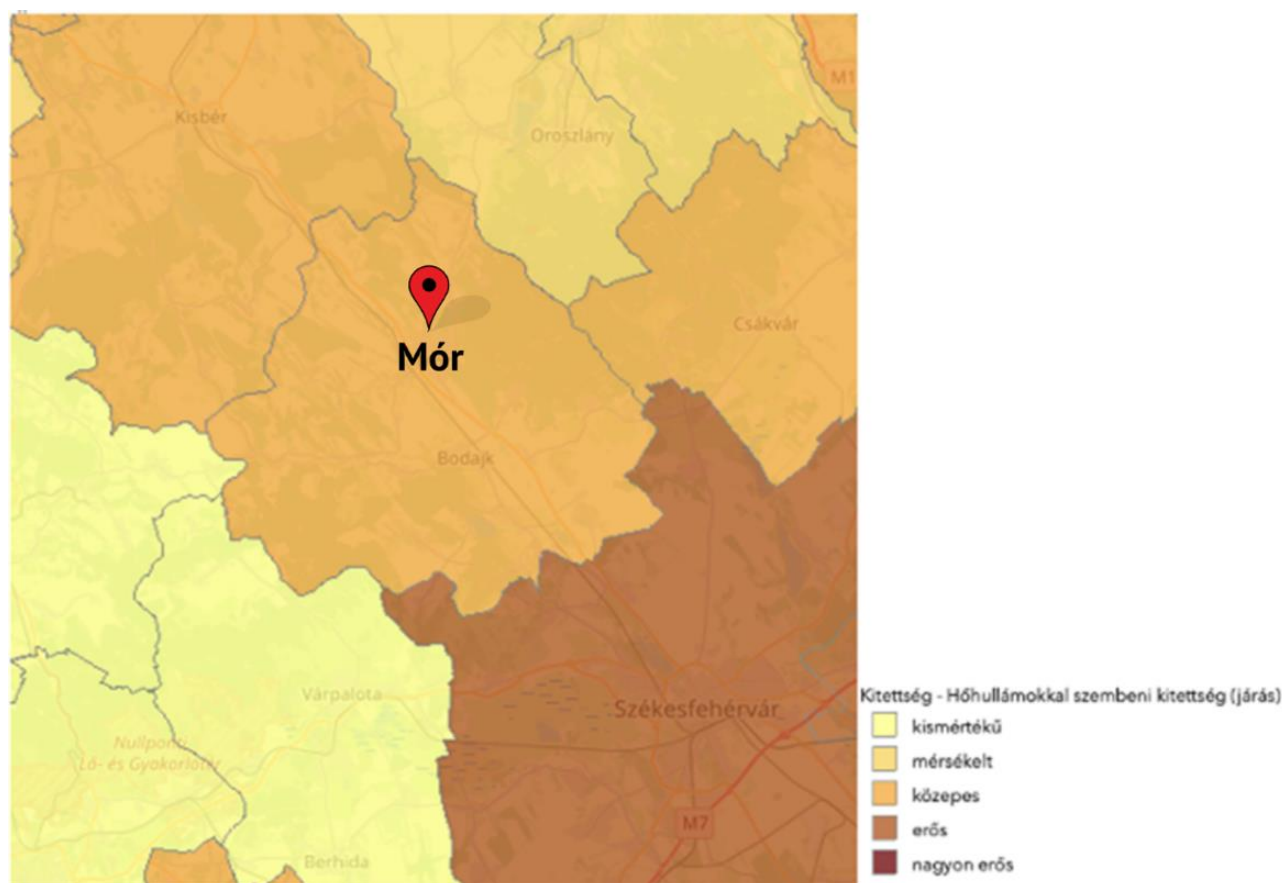 M1
Kisbér
Oroszlány
Csákvár
Mór
Bodajk
Várpalota
Székesfehérvár
Nullponti
Lő- és Gyakorlótér
M7
Berhida
Kitettség - Hőhullámokkal szembeni kitettség (járás)
kismértékű
mérsékelt
közepes
erős
nagyon erős